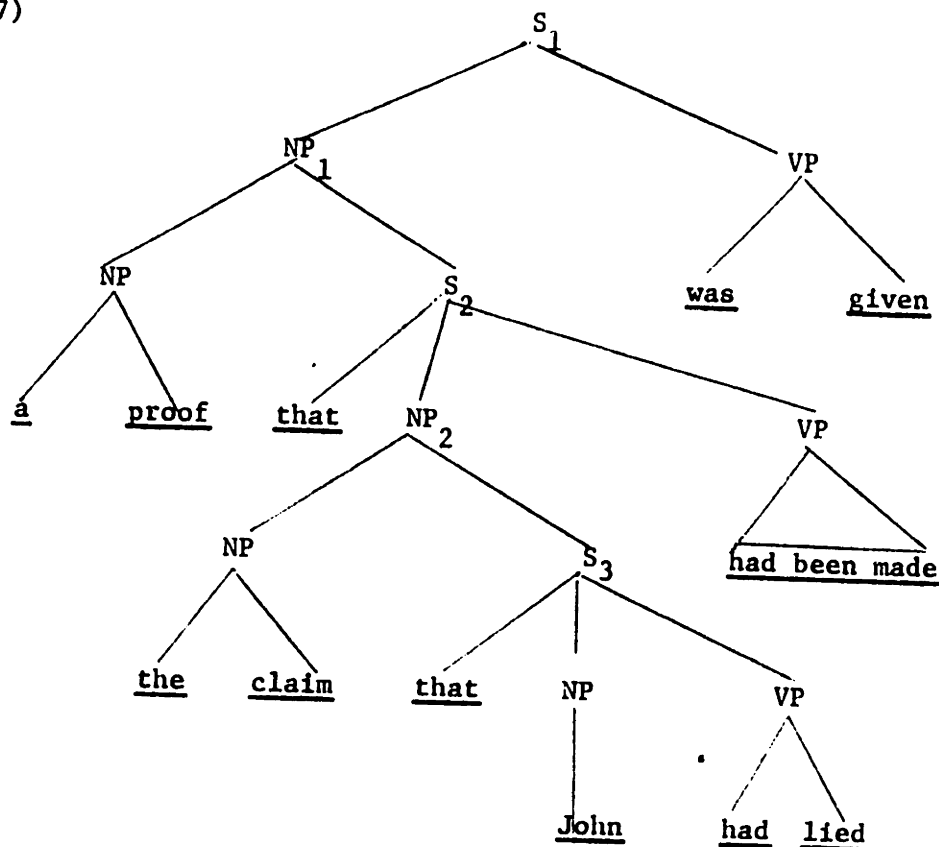 7)
S1
NP1 VP
NP S2 was given
a proof that NP2 VP
NP S3 had been made
the claim that NP VP
John had lied